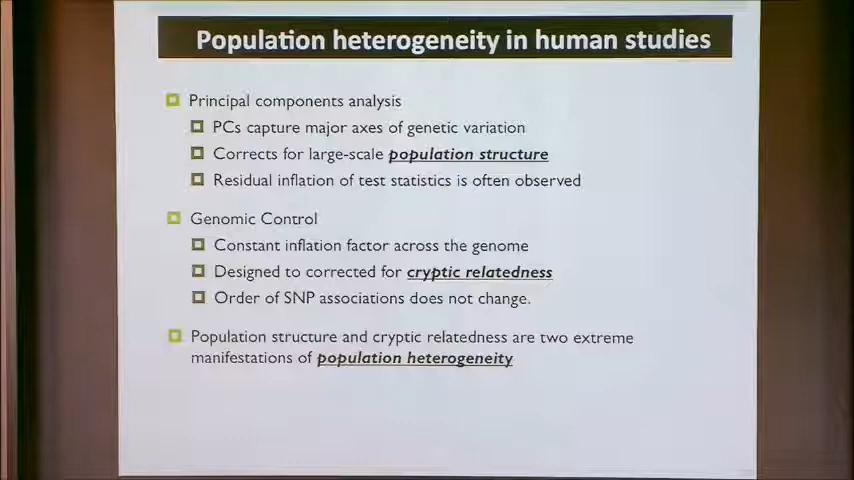 Population heterogeneity in human studies
Principal components analysis
PCs capture major axes of genetic variation
Corrects for large-scale population structure
Residual inflation of test statistics is often observed
Genomic Control
Constant inflation factor across the genome
Designed to corrected for cryptic relatedness
Order of SNP associations does not change.
Population structure and cryptic relatedness are two extreme
manifestations of population heterogeneity